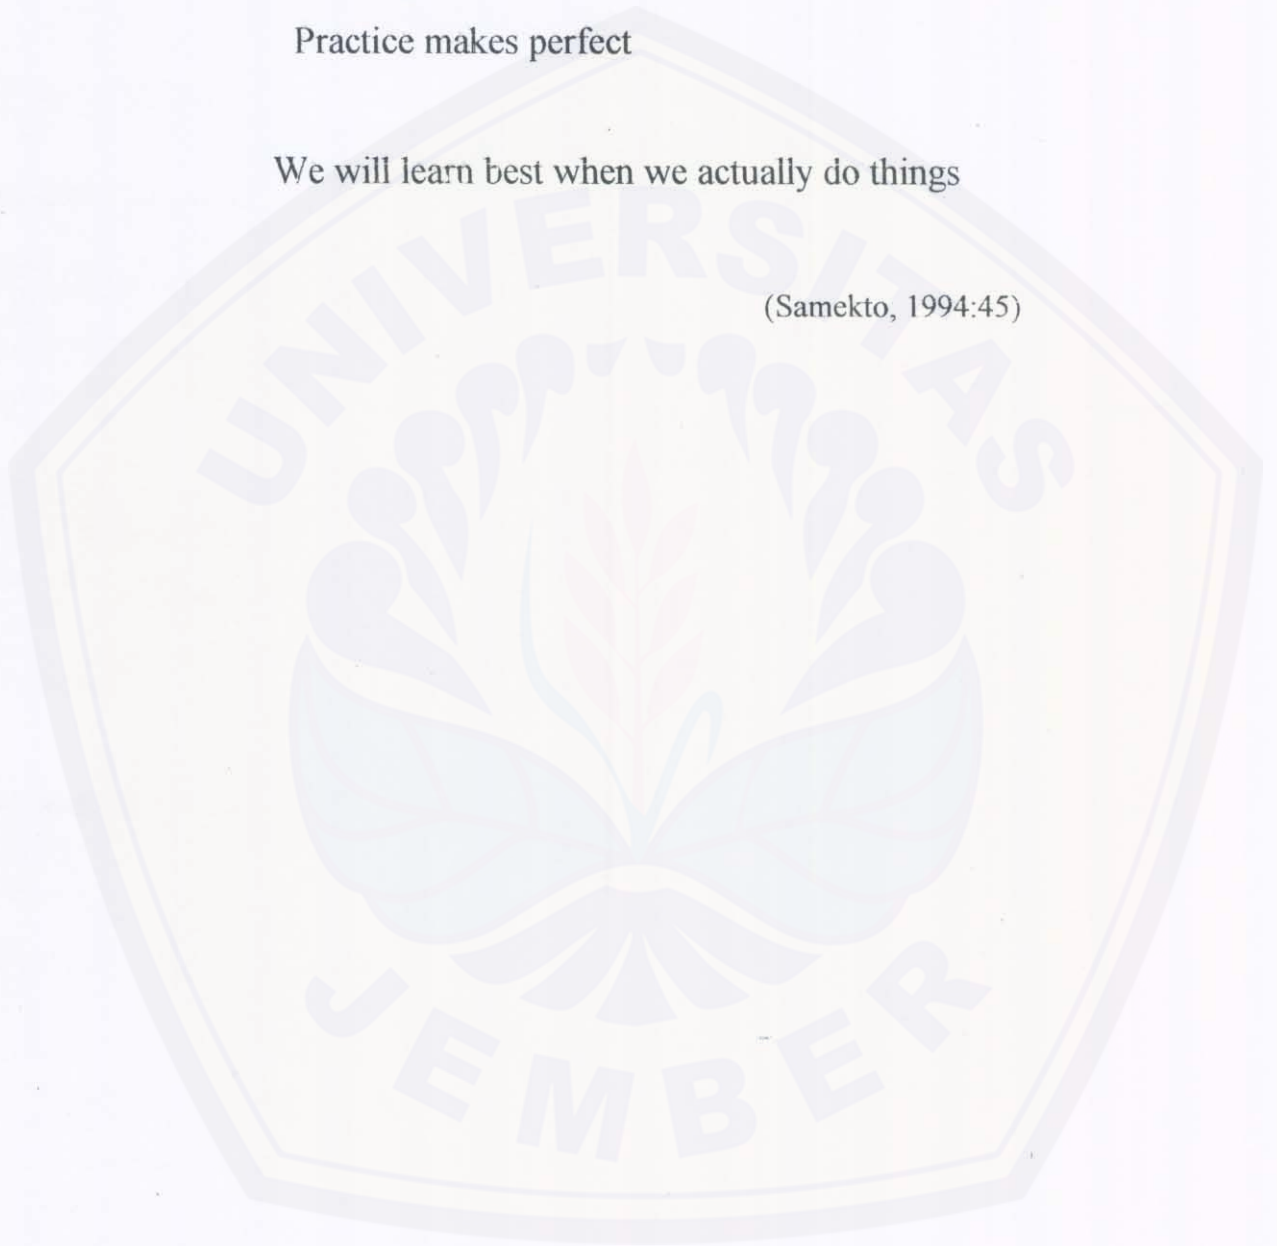 Practice makes perfect
We will learn best when we actually do things
(Samekto, 1994:45)
UNIVERSITAS
JEMBER